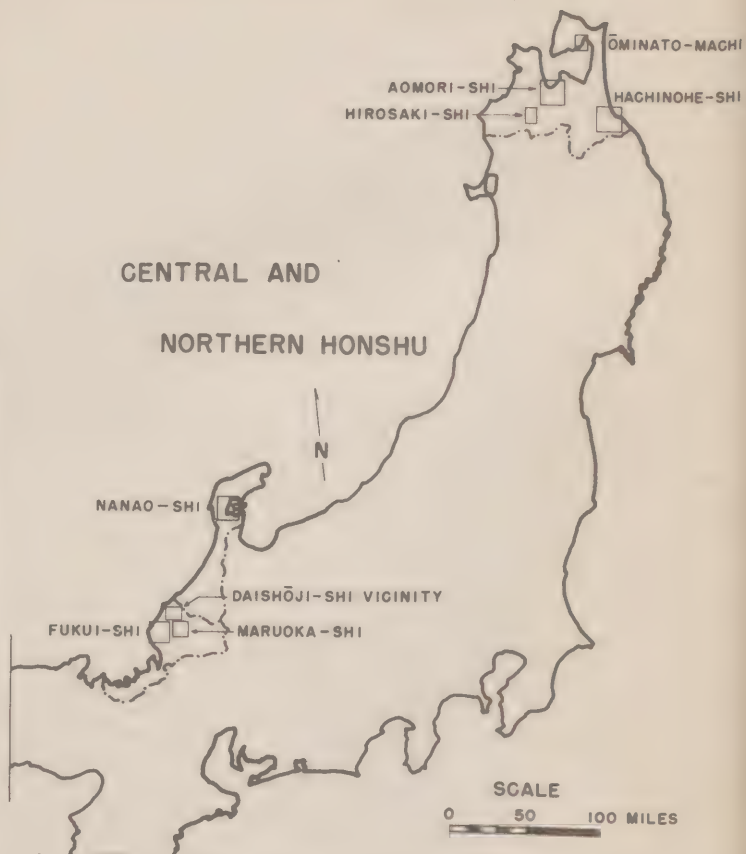 ŌMINATO-MACHI
AOMORI-SHI
HACHINOHE-SHI
HIROSAKI-SHI
CENTRAL AND
NORTHERN HONSHU
N
NANAO-SHI
DAISHŌJI-SHI VICINITY
FUKUI-SHI
MARUOKA-SHI
SCALE
0 50 100 MILES